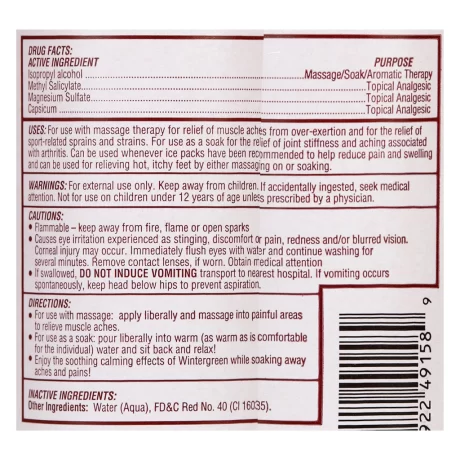 DRUG FACTS:
ACTIVE INGREDIENT PURPOSE
Isopropyl alcohol Massage/Soak/Aromatic Therapy
Methyl Salicylate Topical Analgesic
Magnesium Sulfate Topical Analgesic
Capsicum Topical Analgesic
USES: For use with massage therapy for relief of muscle aches from over-exertion and for the relief of
sport-related sprains and strains. For use as a soak for the relief of joint stiffness and aching associated
with arthritis. Can be used whenever ice packs have been recommended to help reduce pain and swelling
and can be used for relieving hot, itchy feet by either massaging on or soaking.
WARNINGS: For external use only. Keep away from children. If accidentally ingested, seek medical
attention. Not for use on children under 12 years of age unless prescribed by a physician.
CAUTIONS:
• Flammable – keep away from fire, flame or open sparks
• Causes eye irritation experienced as stinging, discomfort or pain, redness and/or blurred vision.
Corneal injury may occur. Immediately flush eyes with water and continue washing for
several minutes. Remove contact lenses, if worn. Obtain medical attention
• If swallowed, DO NOT INDUCE VOMITING transport to nearest hospital. If vomiting occurs
spontaneously, keep head below hips to prevent aspiration.
DIRECTIONS:
• For use with massage: apply liberally and massage into painful areas
to relieve muscle aches.
• For use as a soak: pour liberally into warm (as warm as is comfortable
for the individual) water and sit back and relax!
• Enjoy the soothing calming effects of Wintergreen while soaking away
aches and pains!
INACTIVE INGREDIENTS:
Other Ingredients: Water (Aqua), FD&C Red No. 40 (CI 16035).
922 49158 9